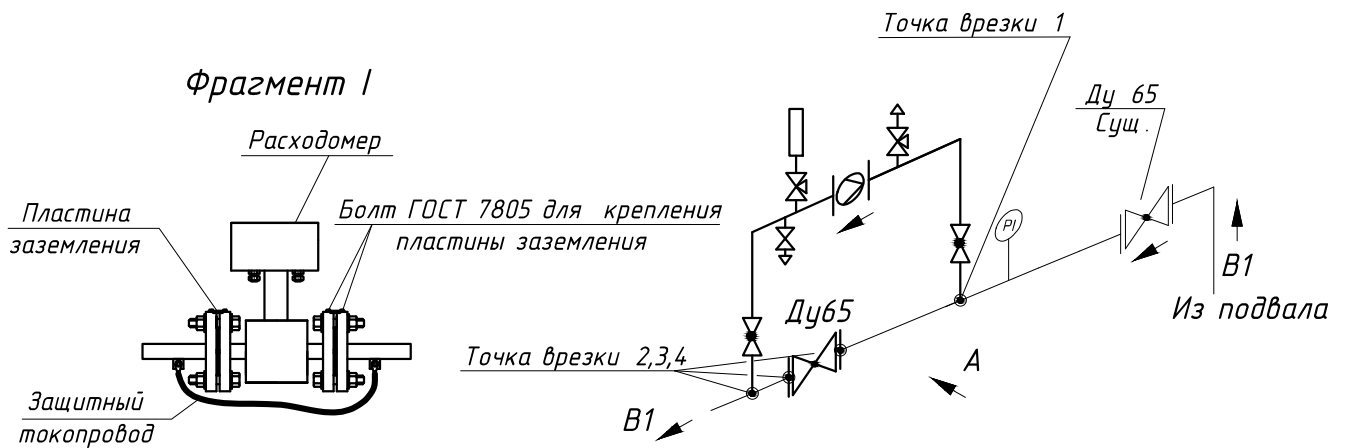 Фрагмент I
Расходомер
Пластина
заземления
Болт ГОСТ 7805 для крепления
пластины заземления
Защитный
токопровод
Точка врезки 1
Ду 65
Сущ.
PI
В1
Из подвала
Ду65
Точка врезки 2,3,4
А
В1